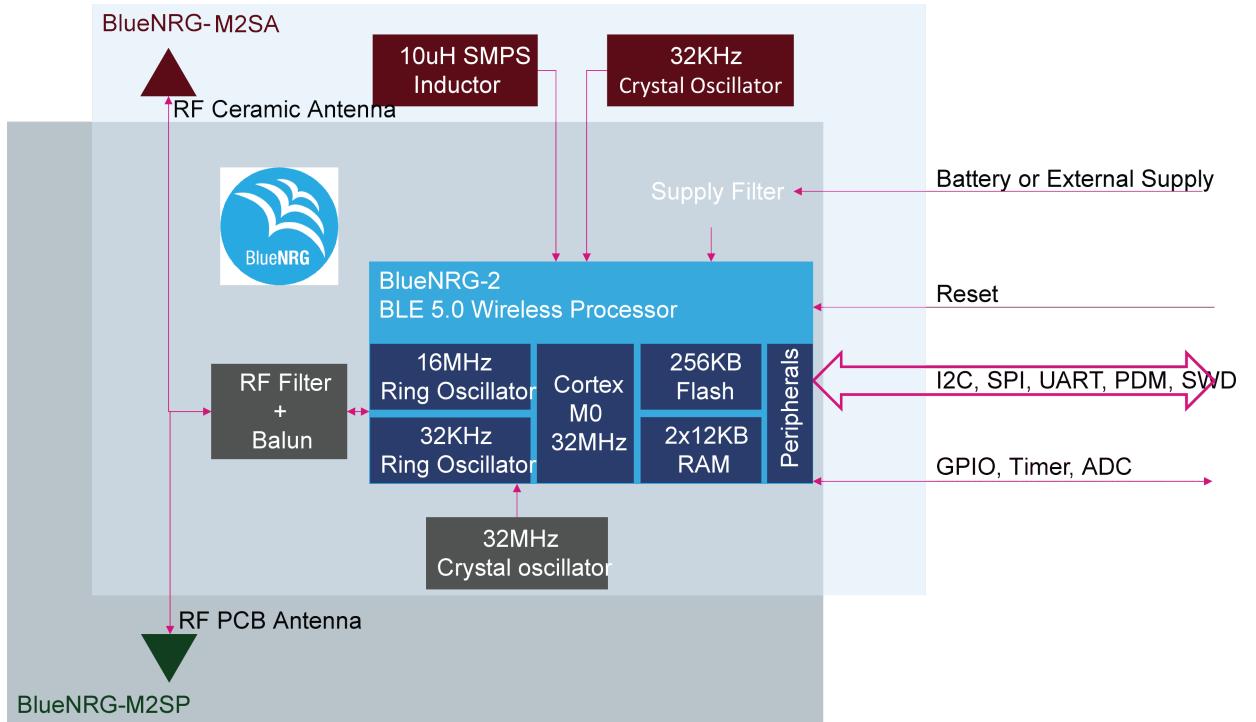 BlueNRG-M2SA
10uH SMPS
Inductor
32KHz
Crystal Oscillator
RF Ceramic Antenna
Supply Filter
Battery or External Supply
BlueNRG
BlueNRG-2
BLE 5.0 Wireless Processor
Reset
16MHz
Ring Oscillator
32KHz
Ring Oscillator
Cortex
M0
32MHz
256KB
Flash
2x12KB
RAM
Peripherals
I2C, SPI, UART, PDM, SWD
RF Filter
+
Balun
GPIO, Timer, ADC
32MHz
Crystal oscillator
RF PCB Antenna
BlueNRG-M2SP